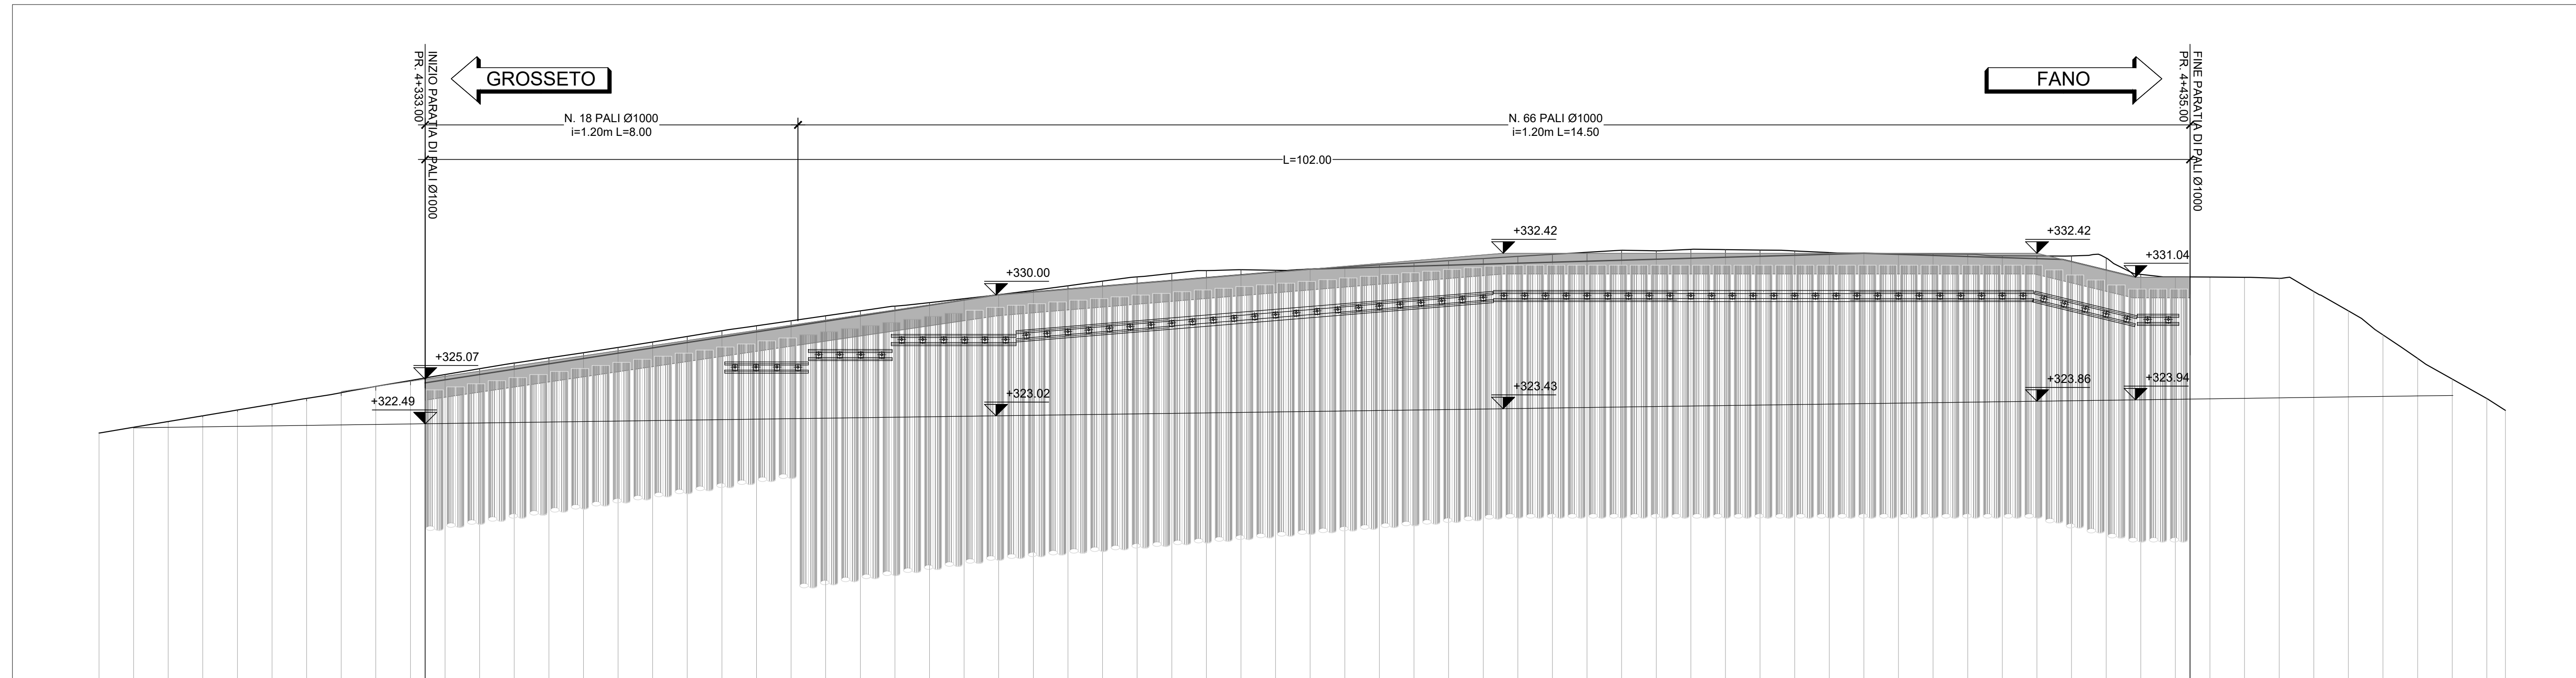 INIZIO PARATIA DI PALI Ø1000
PR. 4+333.00
GROSSETO
FANO
FINE PARATIA DI PALI Ø1000
PR. 4+435.00
N. 18 PALI Ø1000
i=1.20m L=8.00
N. 66 PALI Ø1000
i=1.20m L=14.50
L=102.00
+332.42
+332.42
+331.04
+330.00
+325.07
+322.49
+323.02
+323.43
+323.86
+323.94